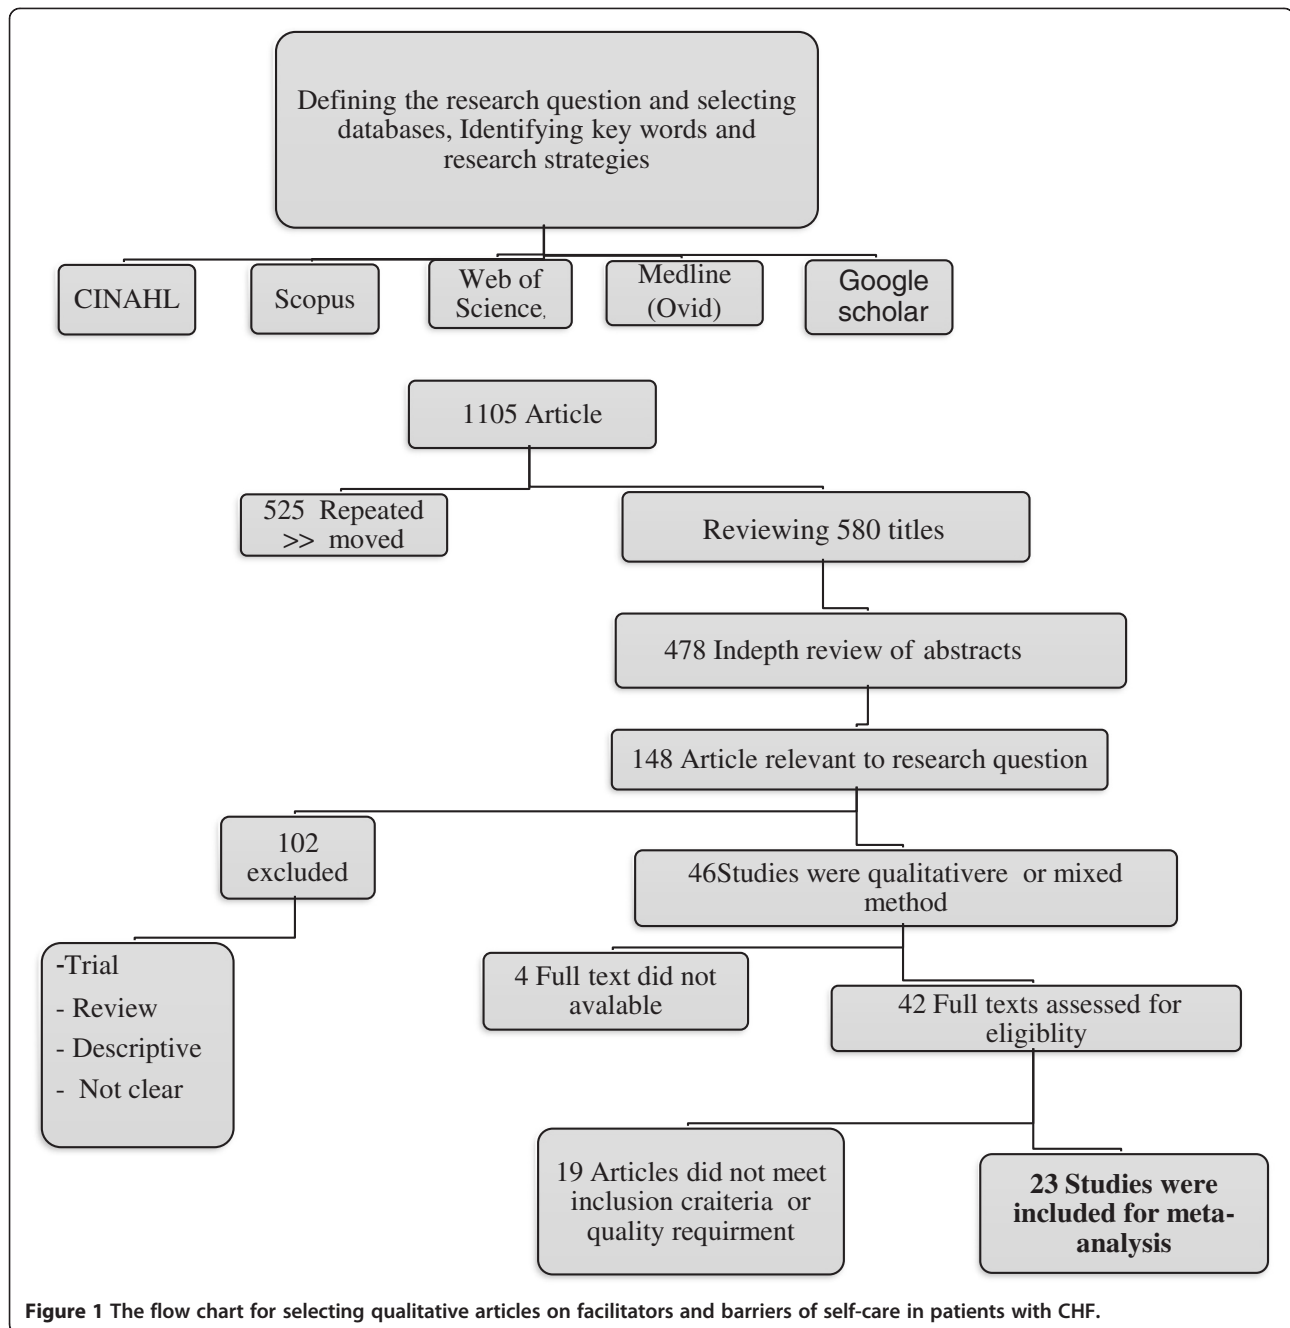 Defining the research question and selecting
databases, Identifying key words and
research strategies
CINAHL
Scopus
Web of
Science,
Medline
(Ovid)
Google
scholar
1105 Article
525 Repeated
>> moved
Reviewing 580 titles
478 Indepth review of abstracts
148 Article relevant to research question
102
excluded
46Studies were qualitativere or mixed
method
-Trial
- Review
- Descriptive
- Not clear
4 Full text did not
avalable
42 Full texts assessed for
eligiblity
19 Articles did not meet
inclusion craiteria or
quality requirment
23 Studies were
included for meta-
analysis
Figure 1 The flow chart for selecting qualitative articles on facilitators and barriers of self-care in patients with CHF.